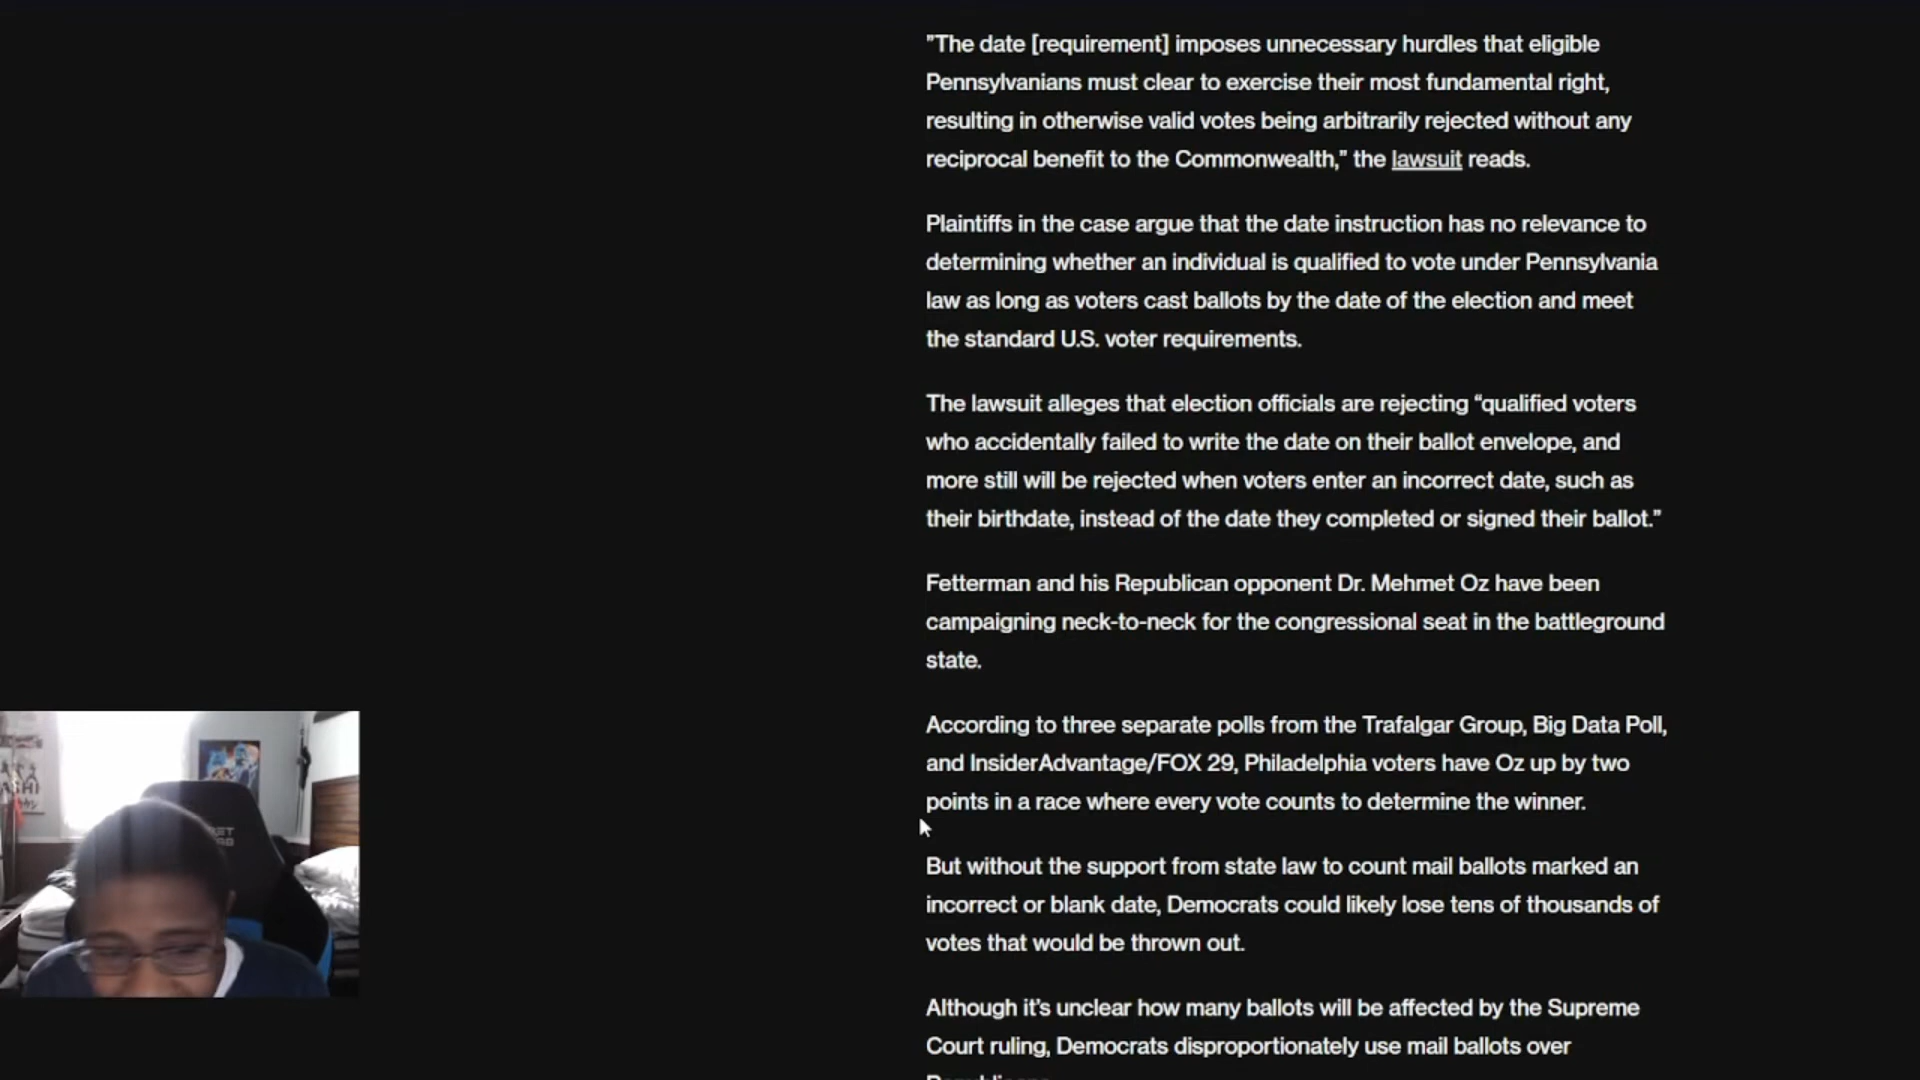 "The date [requirement] imposes unnecessary hurdles that eligible
Pennsylvanians must clear to exercise their most fundamental right,
resulting in otherwise valid votes being arbitrarily rejected without any
reciprocal benefit to the Commonwealth,” the lawsuit reads.
Plaintiffs in the case argue that the date instruction has no relevance to
determining whether an individual is qualified to vote under Pennsylvania
law as long as voters cast ballots by the date of the election and meet
the standard U.S. voter requirements.
The lawsuit alleges that election officials are rejecting “qualified voters
who accidentally failed to write the date on their ballot envelope, and
more still will be rejected when voters enter an incorrect date, such as
their birthdate, instead of the date they completed or signed their ballot.”
Fetterman and his Republican opponent Dr. Mehmet Oz have been
campaigning neck-to-neck for the congressional seat in the battleground
state.
According to three separate polls from the Trafalgar Group, Big Data Poll,
and InsiderAdvantage/FOX 29, Philadelphia voters have Oz up by two
points in a race where every vote counts to determine the winner.
But without the support from state law to count mail ballots marked an
incorrect or blank date, Democrats could likely lose tens of thousands of
votes that would be thrown out.
Although it’s unclear how many ballots will be affected by the Supreme
Court ruling, Democrats disproportionately use mail ballots over